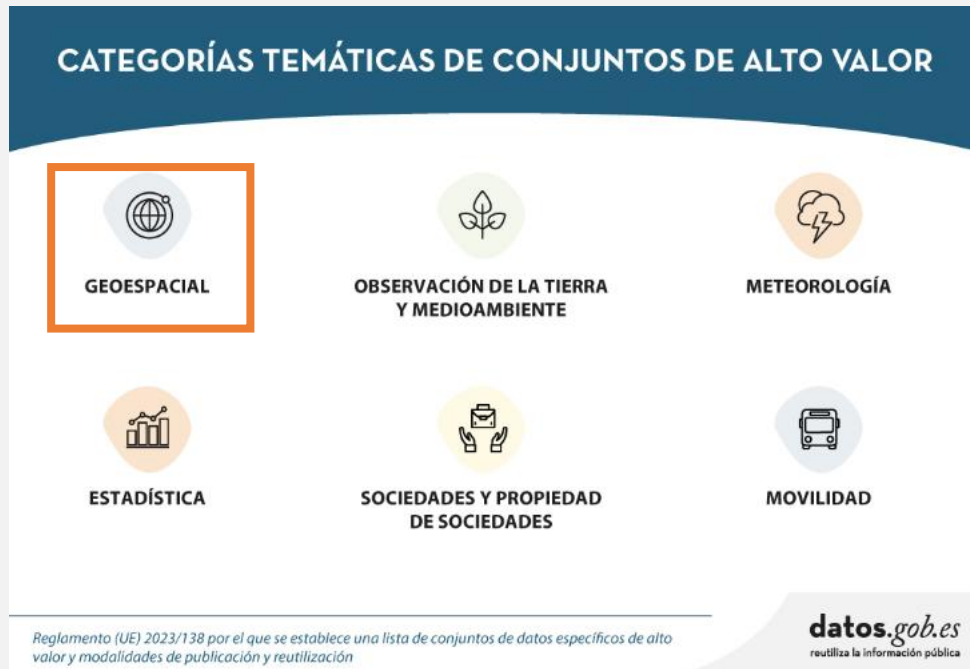 CATEGORÍAS TEMÁTICAS DE CONJUNTOS DE ALTO VALOR
GEOESPACIAL
OBSERVACIÓN DE LA TIERRA
Y MEDIOAMBIENTE
METEOROLOGÍA
ESTADÍSTICA
SOCIEDADES Y PROPIEDAD
DE SOCIEDADES
MOVILIDAD
Reglamento (UE) 2023/138 por el que se establece una lista de conjuntos de datos específicos de alto
valor y modalidades de publicación y reutilización
datos.gob.es
reutiliza la información pública